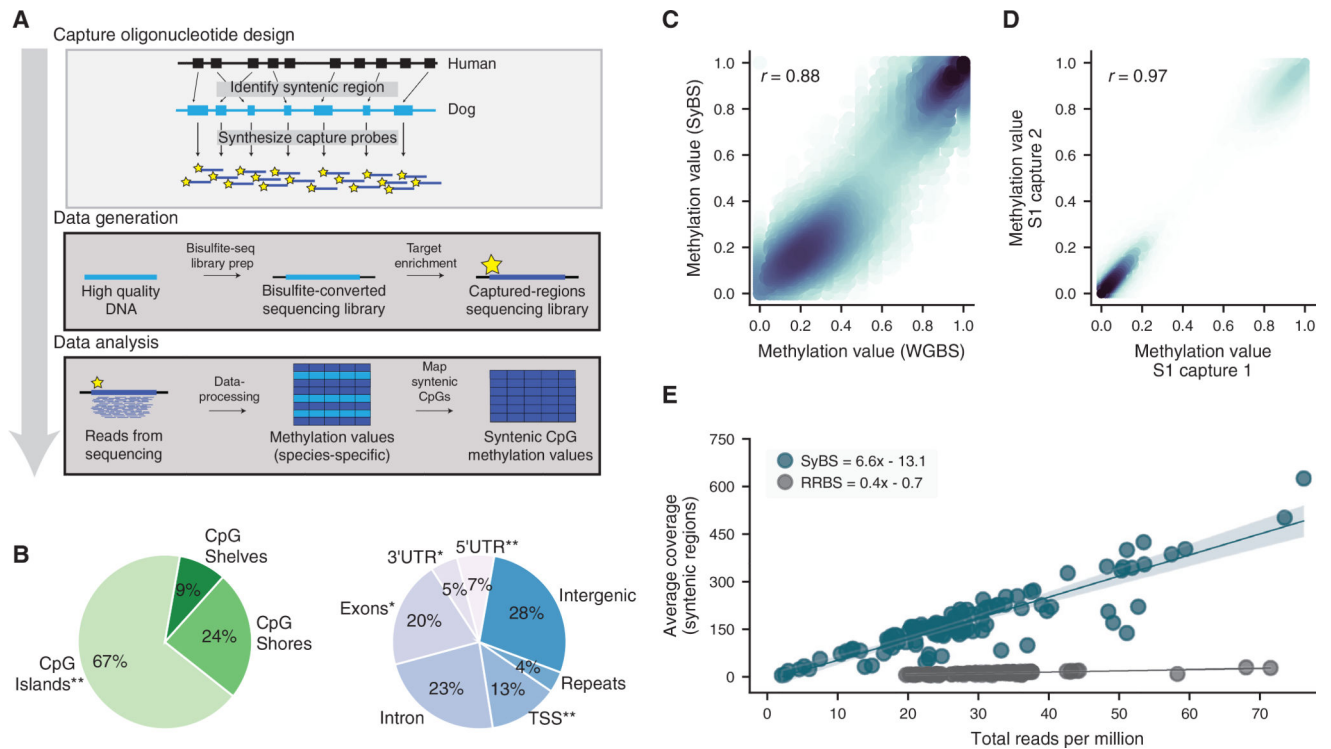 A
Capture oligonucleotide design
Human
Identify syntenic region
Dog
Synthesize capture probes
Data generation
Bisulfite-seq
library prep
Target
enrichment
High quality
DNA
Bisulfite-converted
sequencing library
Captured-regions
sequencing library
Data analysis
Data-
processing
Map
syntenic
CpGs
Reads from
sequencing
Methylation values
(species-specific)
Syntenic CpG
methylation values
B
CpG
Shelves
9%
CpG
Shores
24%
CpG
Islands**
67%
3'UTR*
5%
5'UTR**
7%
Intergenic
28%
Exons*
20%
4%
Repeats
23%
Intron
13%
TSS**
C
r = 0.88
Methylation value (SyBS)
1.0
0.8
0.6
0.4
0.2
0.0
0.0 0.2 0.4 0.6 0.8 1.0
Methylation value (WGBS)
D
r = 0.97
Methylation value
S1 capture 2
1.0
0.8
0.6
0.4
0.2
0.0
0.0 0.2 0.4 0.6 0.8 1.0
Methylation value
S1 capture 1
E
SyBS = 6.6x - 13.1
RRBS = 0.4x - 0.7
Average coverage
(syntenic regions)
750
600
450
300
150
0
0 10 20 30 40 50 60 70
Total reads per million